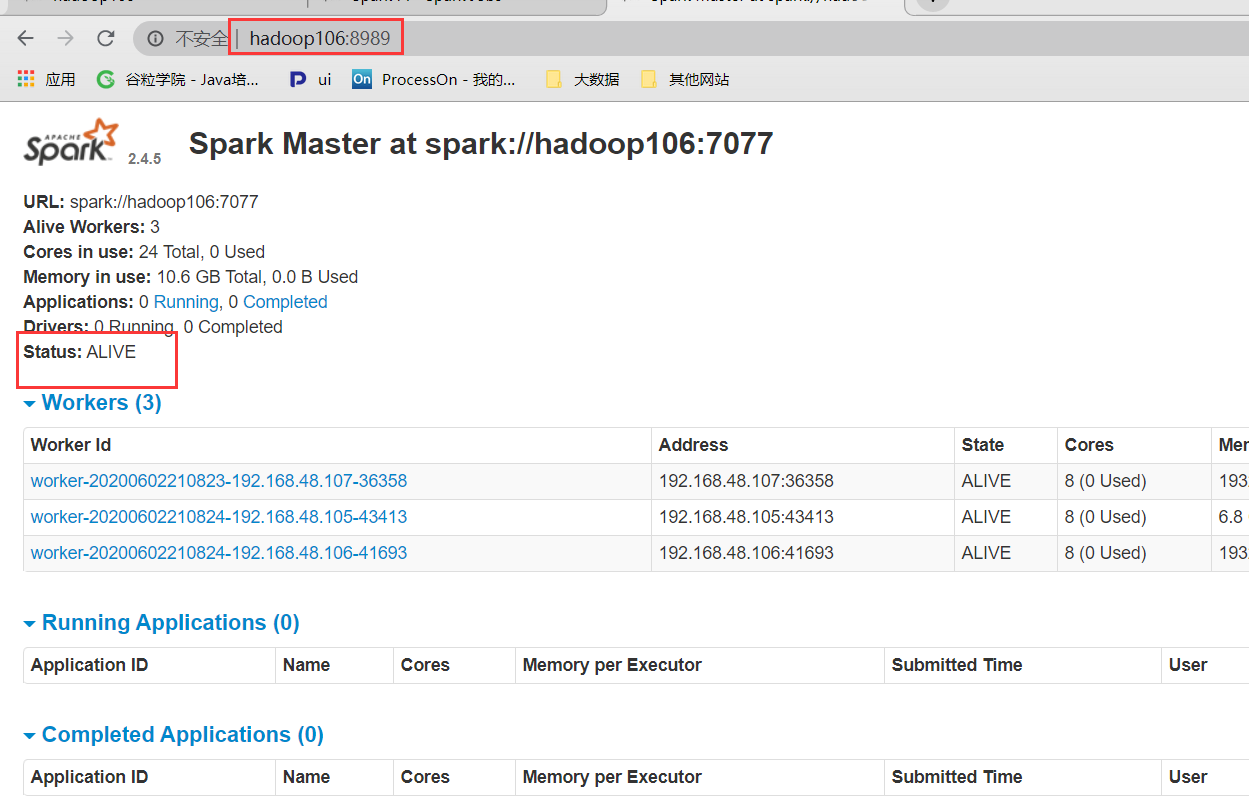 不安全 | hadoop106:8989
应用 谷粒学院 - Java培... ui On ProcessOn - 我的... 大数据 其他网站
APACHE Spark 2.4.5 Spark Master at spark://hadoop106:7077
URL: spark://hadoop106:7077
Alive Workers: 3
Cores in use: 24 Total, 0 Used
Memory in use: 10.6 GB Total, 0.0 B Used
Applications: 0 Running, 0 Completed
Drivers: 0 Running, 0 Completed
Status: ALIVE
Workers (3)
Worker Id Address State Cores
worker-20200602210823-192.168.48.107-36358 192.168.48.107:36358 ALIVE 8 (0 Used) 193
worker-20200602210824-192.168.48.105-43413 192.168.48.105:43413 ALIVE 8 (0 Used) 6.8
worker-20200602210824-192.168.48.106-41693 192.168.48.106:41693 ALIVE 8 (0 Used) 193
Running Applications (0)
Application ID Name Cores Memory per Executor Submitted Time User
Completed Applications (0)
Application ID Name Cores Memory per Executor Submitted Time User